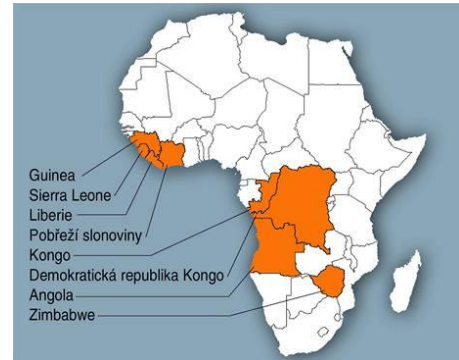 Guinea
Sierra Leone
Liberie
Pobřeží slonoviny
Kongo
Demokratická republika Kongo
Angola
Zimbabwe